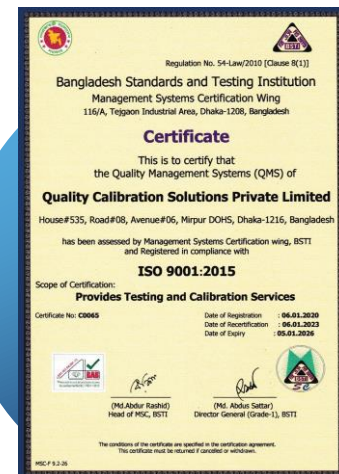 BSTI
Regulation No. 54-Law/2010 [Clause 8(1)]
Bangladesh Standards and Testing Institution
Management Systems Certification Wing
116/A, Tejgaon Industrial Area, Dhaka-1208, Bangladesh
Certificate
This is to certify that
the Quality Management Systems (QMS) of
Quality Calibration Solutions Private Limited
House#535, Road#08, Avenue#06, Mirpur DOHS, Dhaka-1216, Bangladesh
has been assessed by Management Systems Certification wing, BSTI
and Registered in compliance with
ISO 9001:2015
Scope of Certification:
Provides Testing and Calibration Services
Certificate No: C0065
Date of Registration : 06.01.2020
Date of Recertification : 06.01.2023
Date of Expiry : 05.01.2026
BAB
(Md.Abdur Rashid)
Head of MSC, BSTI
(Md. Abdus Sattar)
Director General (Grade-1), BSTI
The conditions of the certificate are specified in the certification agreement.
This certificate must be returned if cancelled or withdrawn.
MSC-F 9.2-26